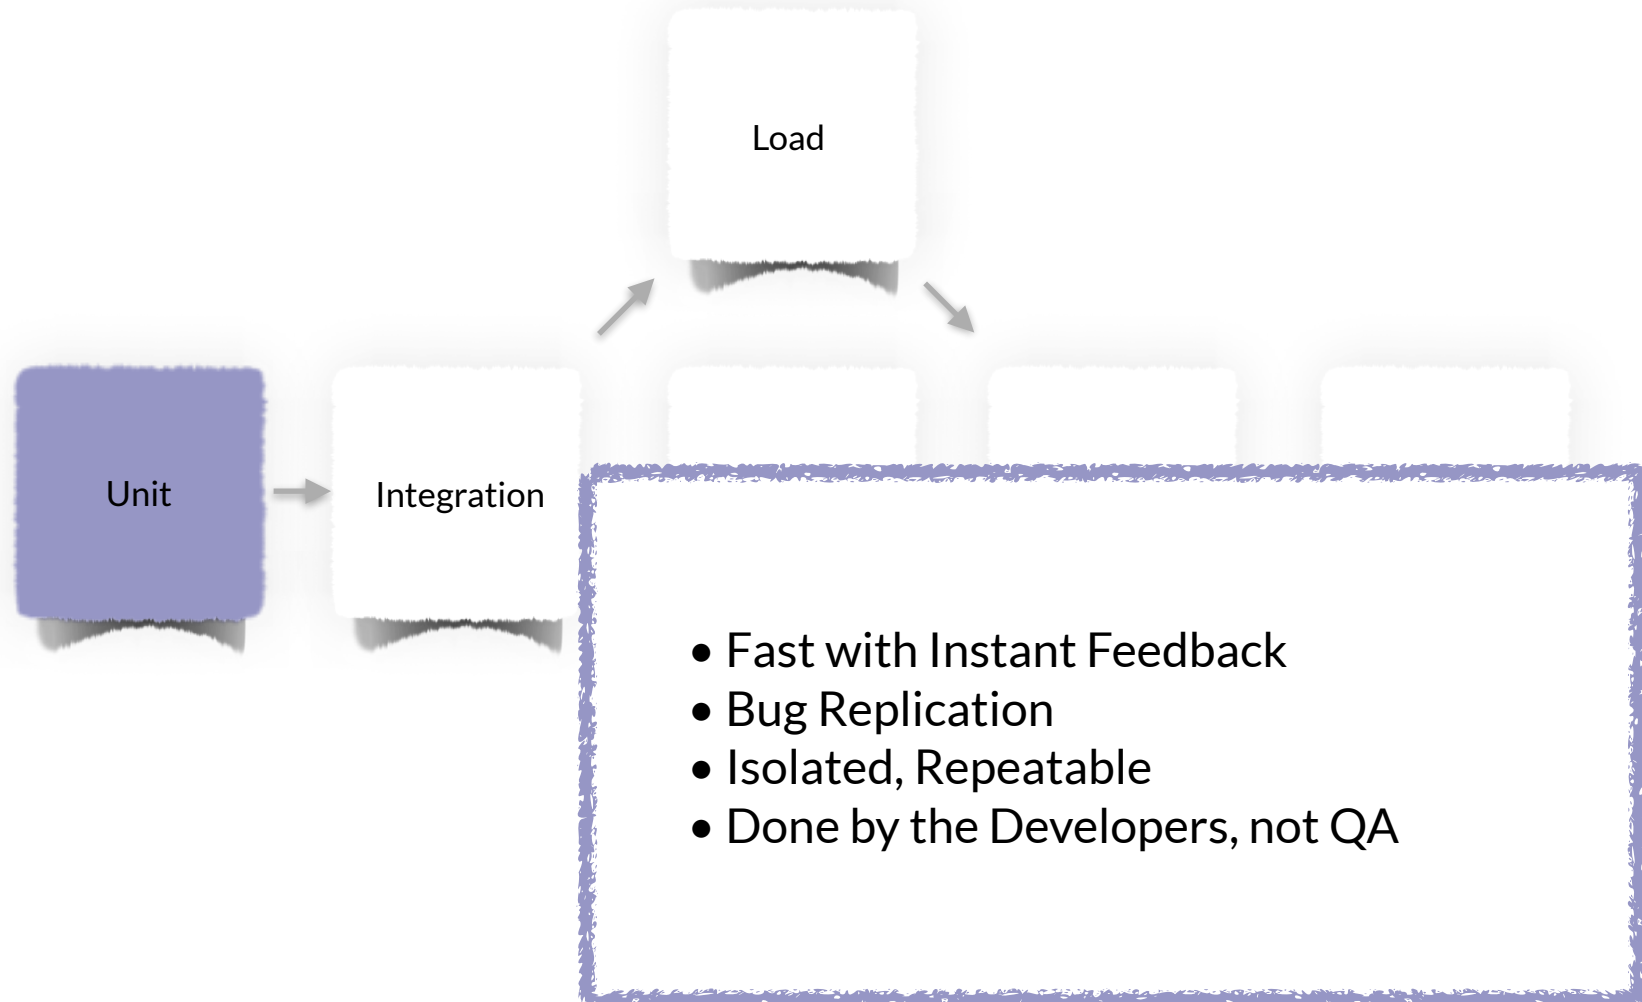 Load
Unit
Integration
• Fast with Instant Feedback
• Bug Replication
• Isolated, Repeatable
• Done by the Developers, not QA